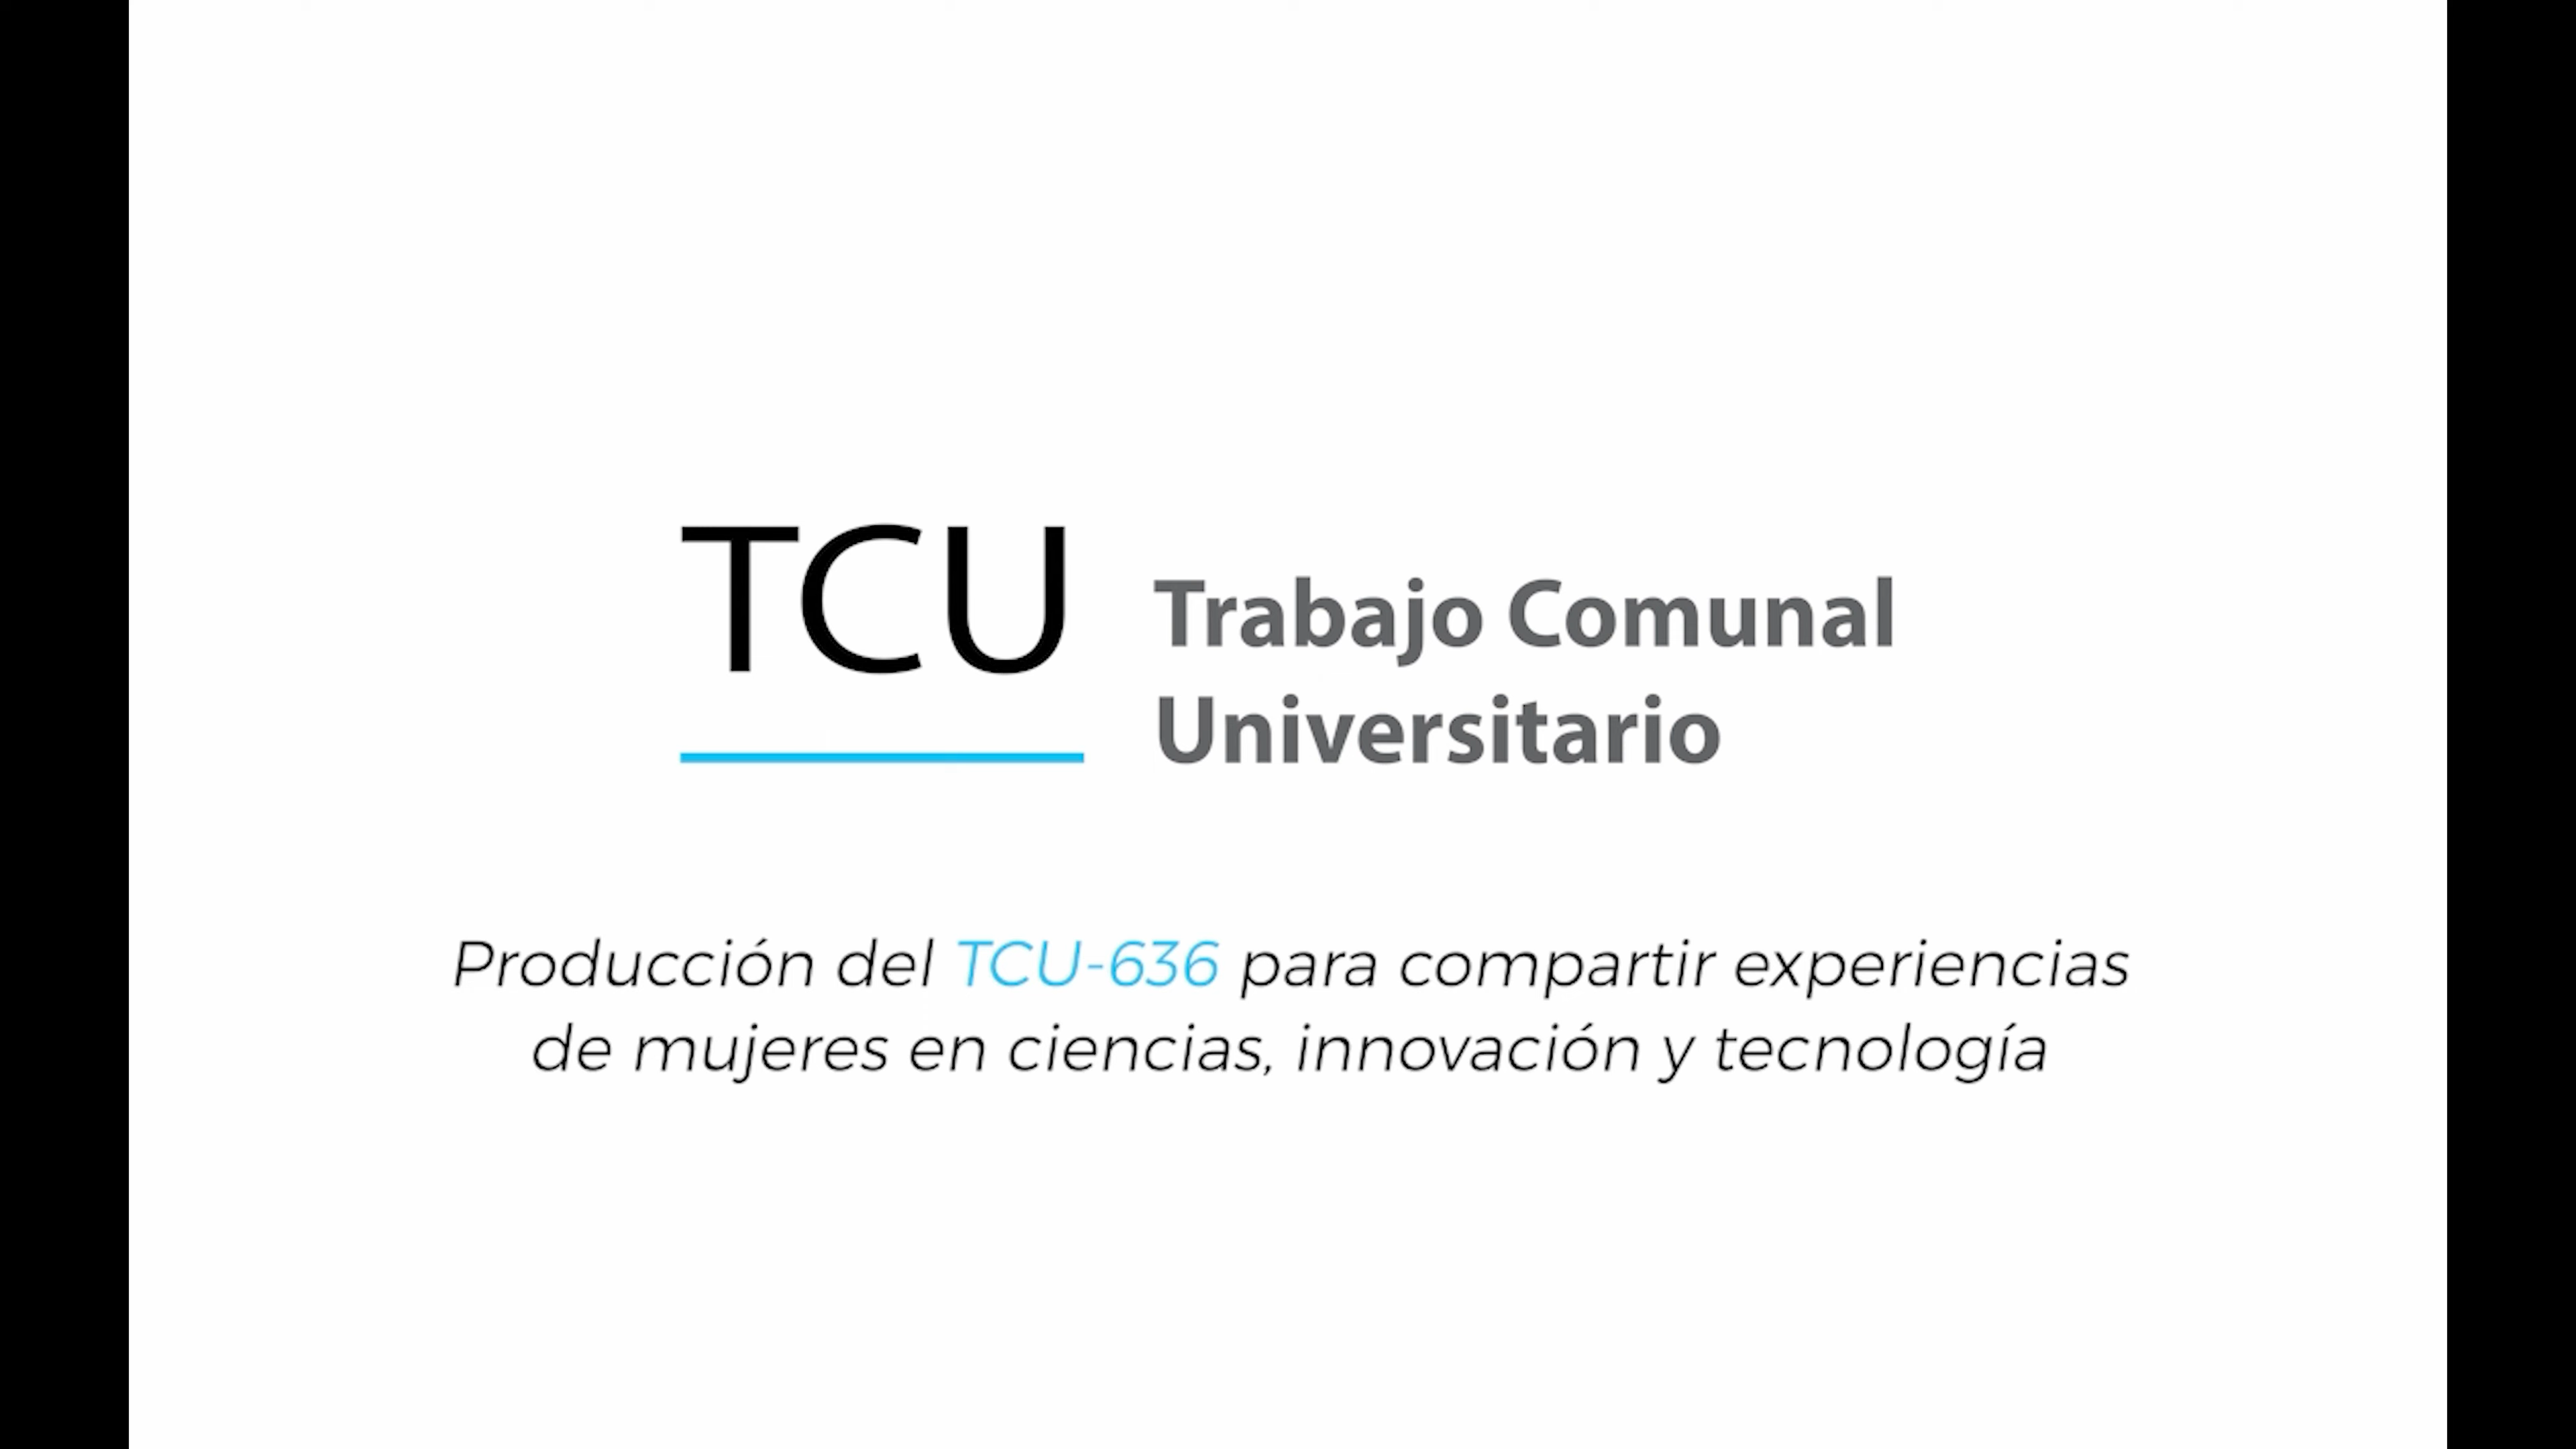 TCU
Trabajo Comunal
Universitario
Producción del TCU-636 para compartir experiencias
de mujeres en ciencias, innovación y tecnología